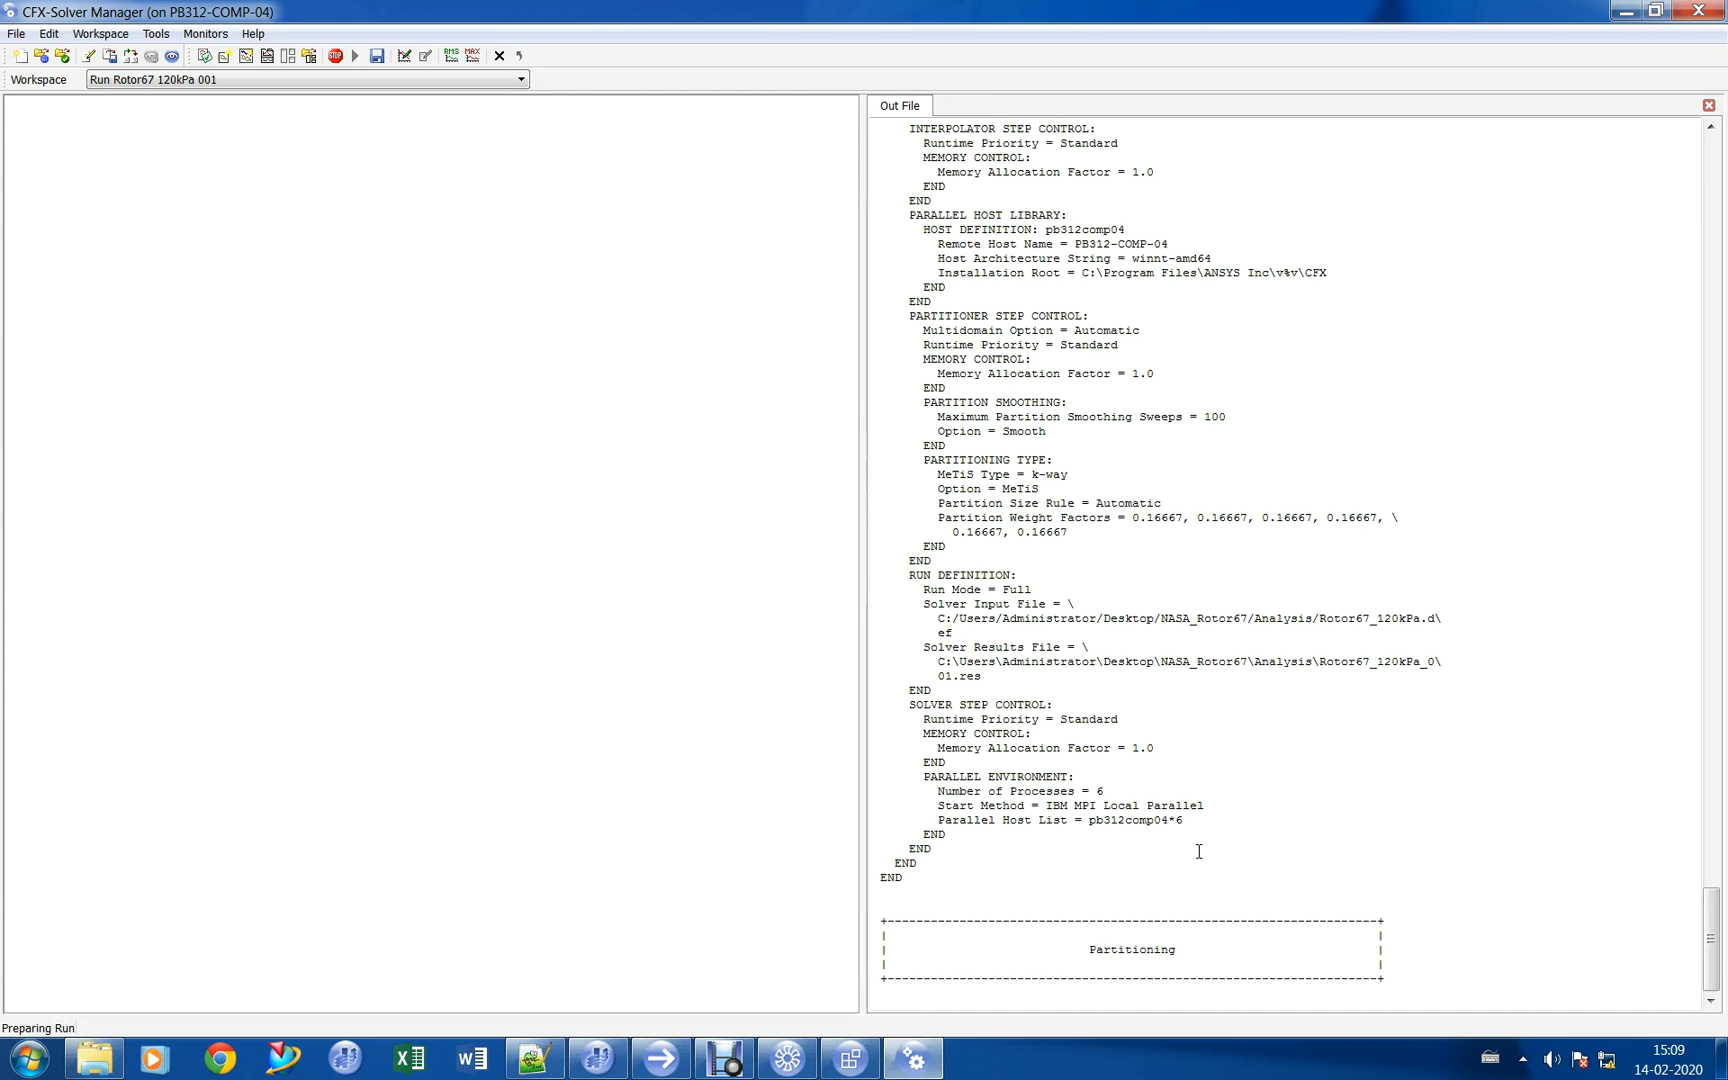 CFX-Solver Manager (on PB312-COMP-04)
File Edit Workspace Tools Monitors Help
RMS MAX
STOP
Workspace Run Rotor67 120kPa 001
Out File
INTERPOLATOR STEP CONTROL:
Runtime Priority = Standard
MEMORY CONTROL:
Memory Allocation Factor = 1.0
END
END
PARALLEL HOST LIBRARY:
HOST DEFINITION: pb312comp04
Remote Host Name = PB312-COMP-04
Host Architecture String = winnt-amd64
Installation Root = C:\Program Files\ANSYS Inc\v%v\CFX
END
END
PARTITIONER STEP CONTROL:
Multidomain Option = Automatic
Runtime Priority = Standard
MEMORY CONTROL:
Memory Allocation Factor = 1.0
END
PARTITION SMOOTHING:
Maximum Partition Smoothing Sweeps = 100
Option = Smooth
END
PARTITIONING TYPE:
MeTiS Type = k-way
Option = MeTiS
Partition Size Rule = Automatic
Partition Weight Factors = 0.16667, 0.16667, 0.16667, 0.16667, \
0.16667, 0.16667
END
END
RUN DEFINITION:
Run Mode = Full
Solver Input File = \
C:/Users/Administrator/Desktop/NASA_Rotor67/Analysis/Rotor67_120kPa.d\
ef
Solver Results File = \
C:\Users\Administrator\Desktop\NASA_Rotor67\Analysis\Rotor67_120kPa_0\
01.res
END
SOLVER STEP CONTROL:
Runtime Priority = Standard
MEMORY CONTROL:
Memory Allocation Factor = 1.0
END
PARALLEL ENVIRONMENT:
Number of Processes = 6
Start Method = IBM MPI Local Parallel
Parallel Host List = pb312comp04*6
END
END
END
END
+--------------------------------------------------------------------+
| |
| Partitioning |
| |
+--------------------------------------------------------------------+
Preparing Run
15:09
14-02-2020